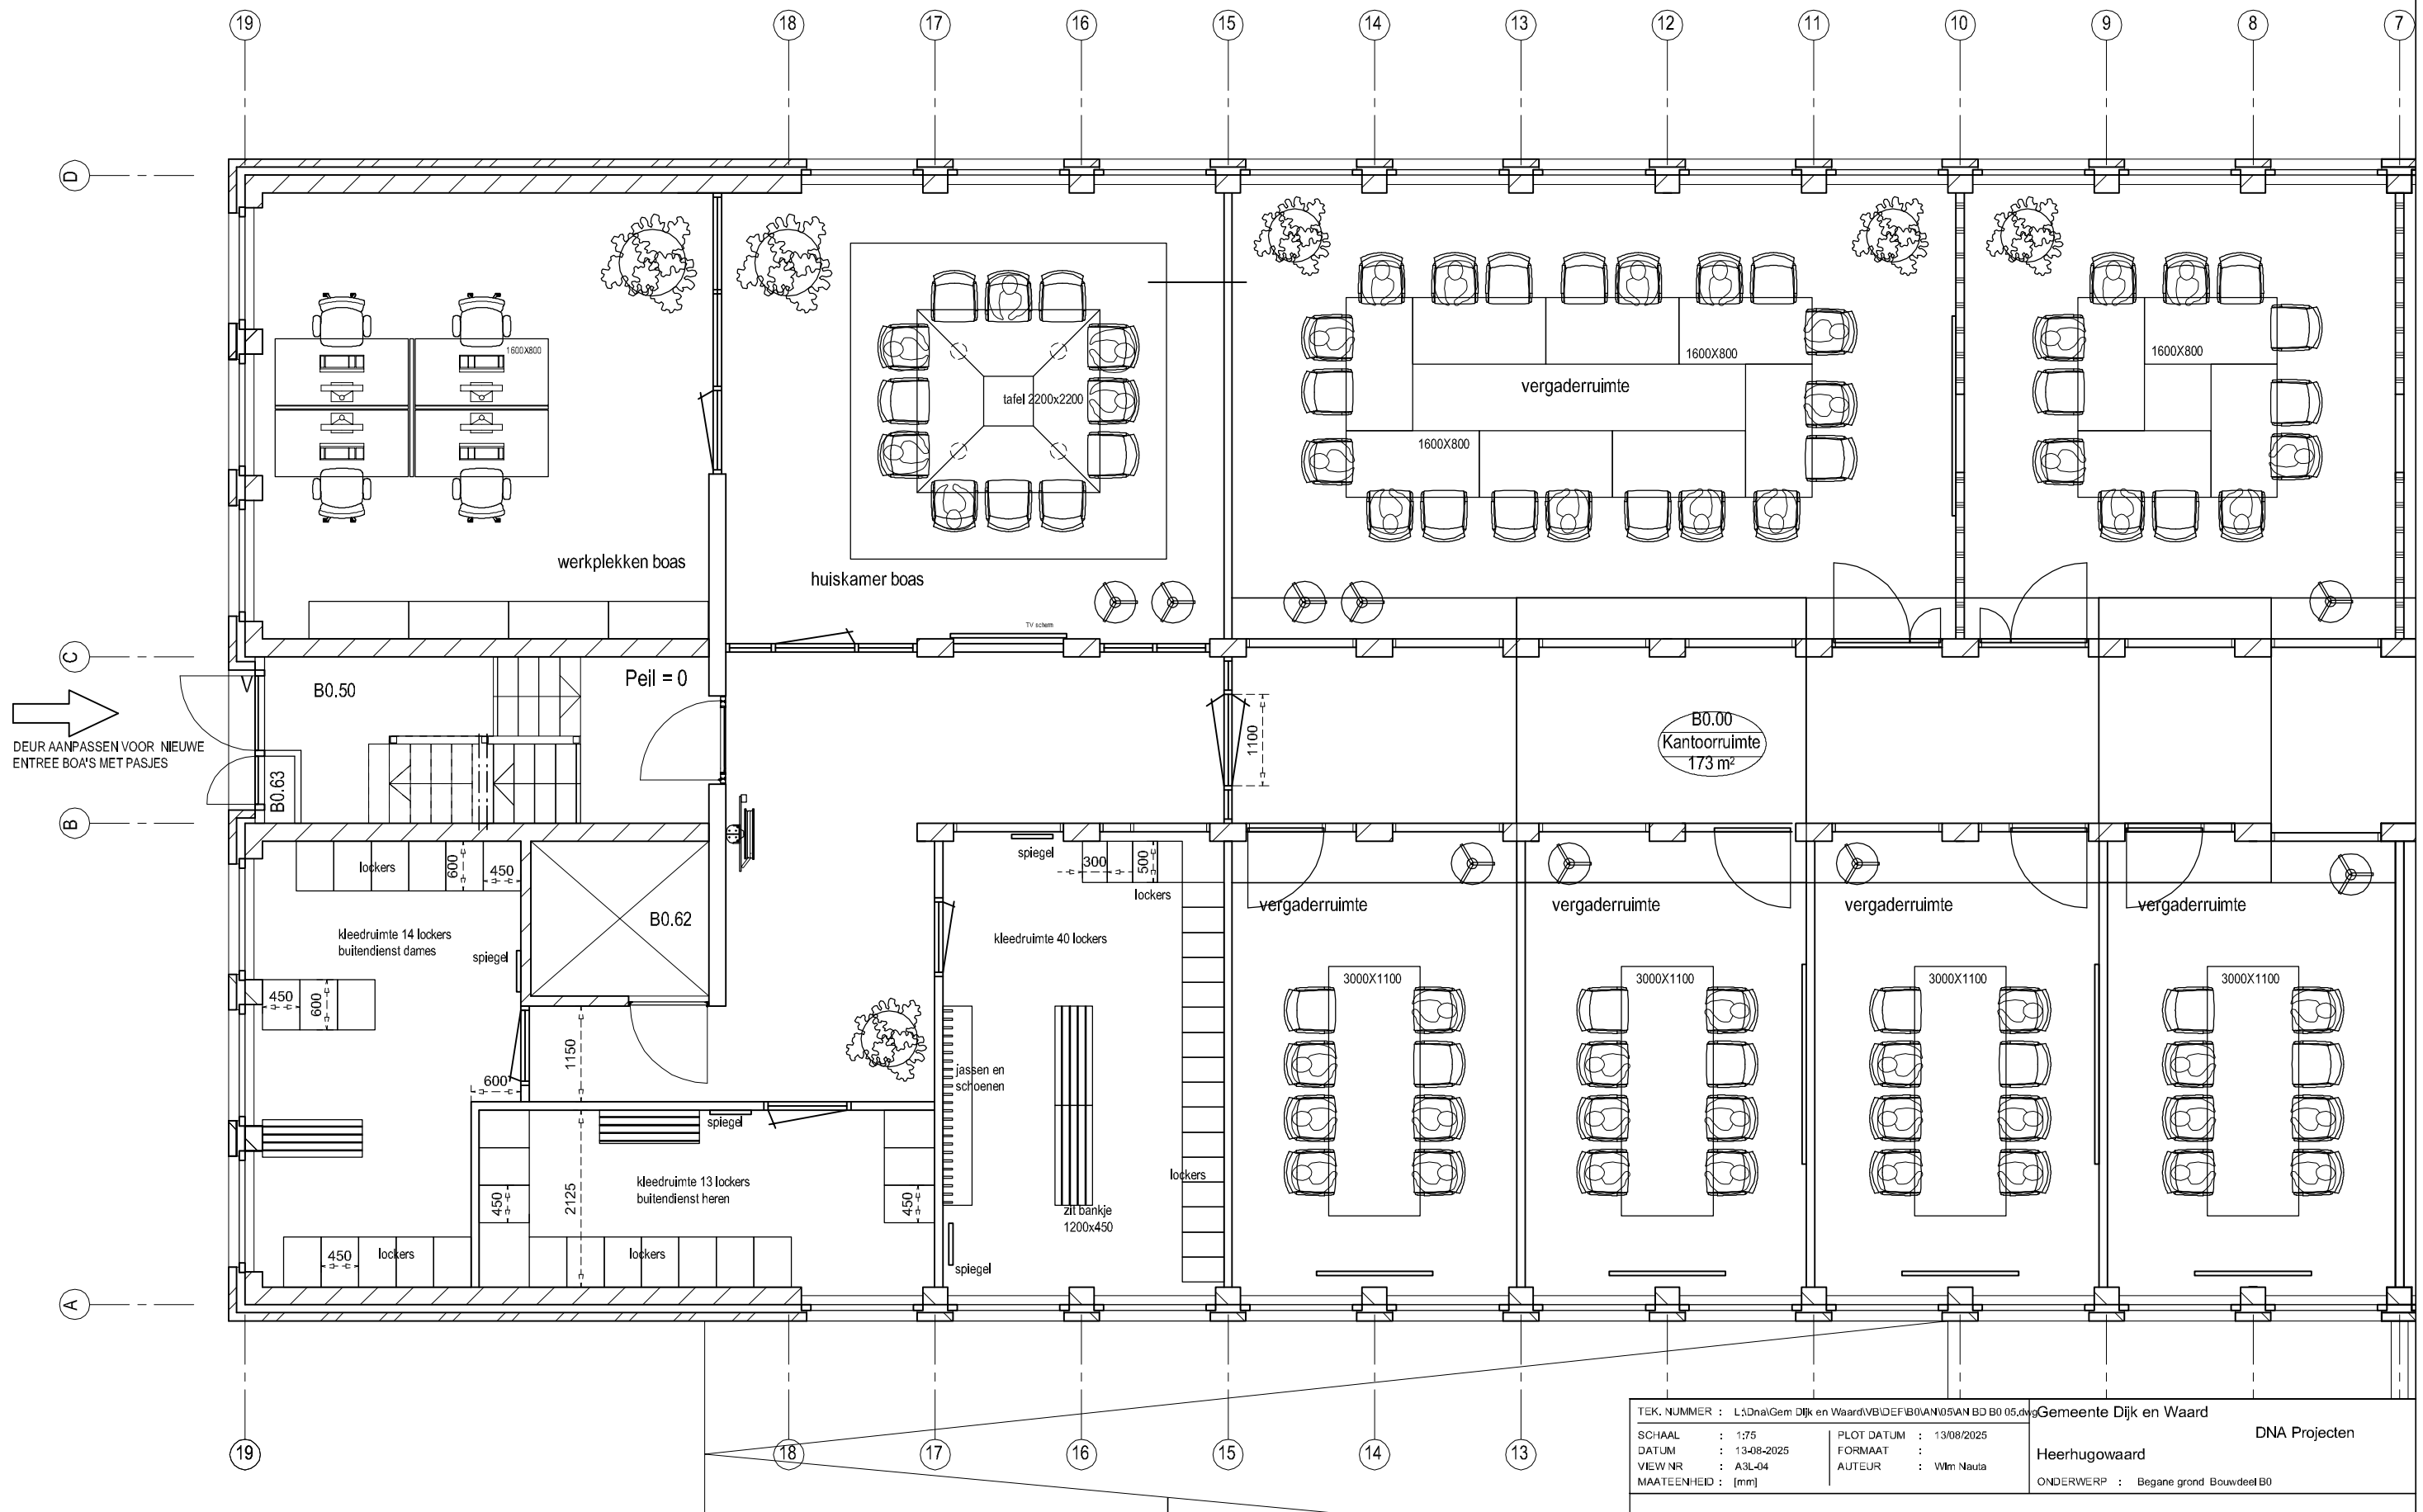 19
18
17
16
15
14
13
12
11
10
9
8
7
D
C
B
A
1600X800
tafel 2200x2200
1600X800
vergaderruimte
1600X800
1600X800
werkplekken boas
huiskamer boas
TV scherm
B0.50
Peil = 0
DEUR AANPASSEN VOOR NIEUWE
ENTREE BOA'S MET PASJES
B0.63
1100
B0.00
Kantoorruimte
173 m²
lockers
600
450
B0.62
spiegel
300
500
lockers
kleedruimte 14 lockers
buitendienst dames
spiegel
kleedruimte 40 lockers
vergaderruimte
vergaderruimte
vergaderruimte
vergaderruimte
450
600
3000X1100
3000X1100
3000X1100
3000X1100
1150
600
jassen en
schoenen
spiegel
kleedruimte 13 lockers
buitendienst heren
2125
450
450
lockers
zit bankje
1200x450
450
lockers
lockers
spiegel
19
18
17
16
15
14
13
TEK. NUMMER : L:\Dna\Gem Dijk en Waard\VB\DEF\B0\AN\05\AN BD B0 05.dwg
SCHAAL : 1:75
DATUM : 13-08-2025
VIEW NR : A3L-04
MAATEENHEID : [mm]
PLOT DATUM : 13/08/2025
FORMAAT :
AUTEUR : Wim Nauta
Gemeente Dijk en Waard
DNA Projecten
Heerhugowaard
ONDERWERP : Begane grond Bouwdeel B0